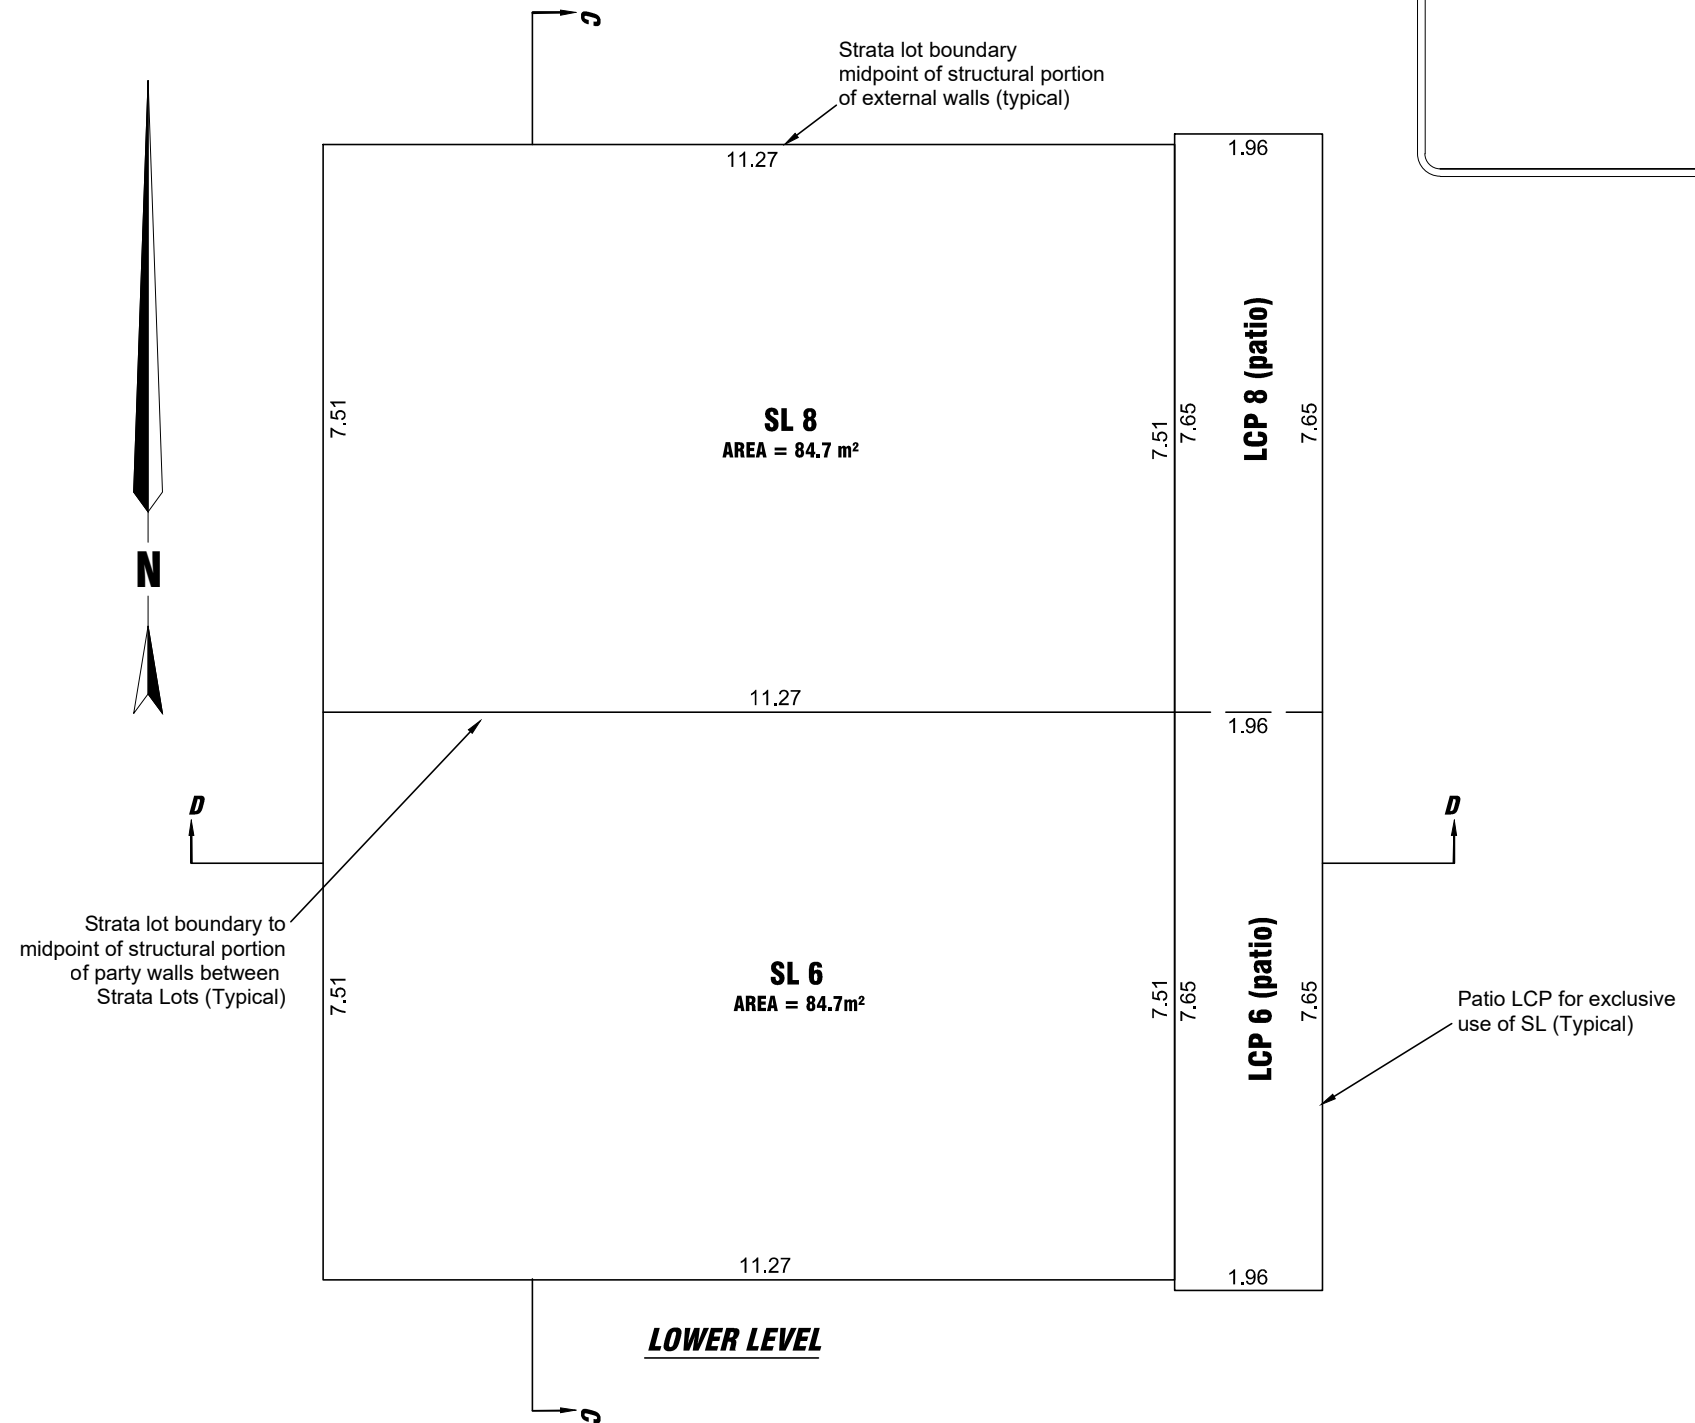 C
Strata lot boundary
midpoint of structural portion
of external walls (typical)
11.27
1.96
7.51
SL 8
AREA = 84.7 m²
7.51
7.65
LCP 8 (patio)
7.65
N
11.27
1.96
D
D
Strata lot boundary to
midpoint of structural portion
of party walls between
Strata Lots (Typical)
7.51
SL 6
AREA = 84.7m²
7.51
7.65
LCP 6 (patio)
7.65
Patio LCP for exclusive
use of SL (Typical)
11.27
1.96
LOWER LEVEL
C